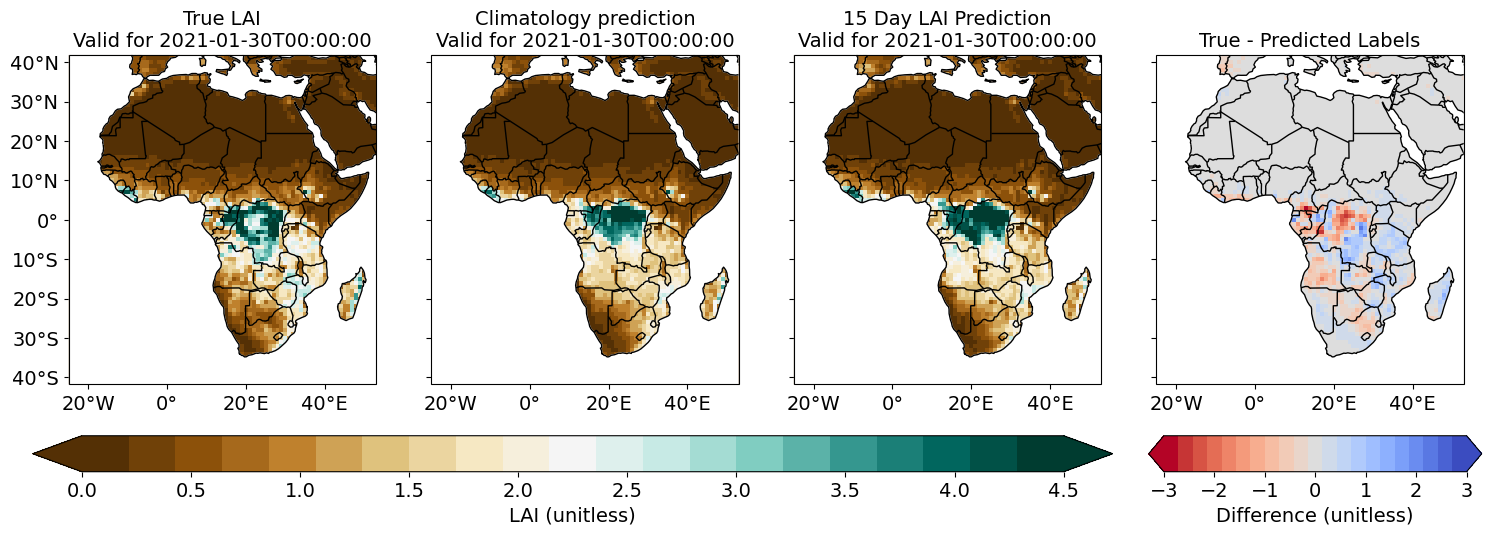 True LAI
Valid for 2021-01-30T00:00:00
Climatology prediction
Valid for 2021-01-30T00:00:00
15 Day LAI Prediction
Valid for 2021-01-30T00:00:00
True - Predicted Labels
40°N
30°N
20°N
10°N
0°
10°S
20°S
30°S
40°S
20°W 0° 20°E 40°E
20°W 0° 20°E 40°E
20°W 0° 20°E 40°E
20°W 0° 20°E 40°E
0.0 0.5 1.0 1.5 2.0 2.5 3.0 3.5 4.0 4.5
LAI (unitless)
−3 −2 −1 0 1 2 3
Difference (unitless)